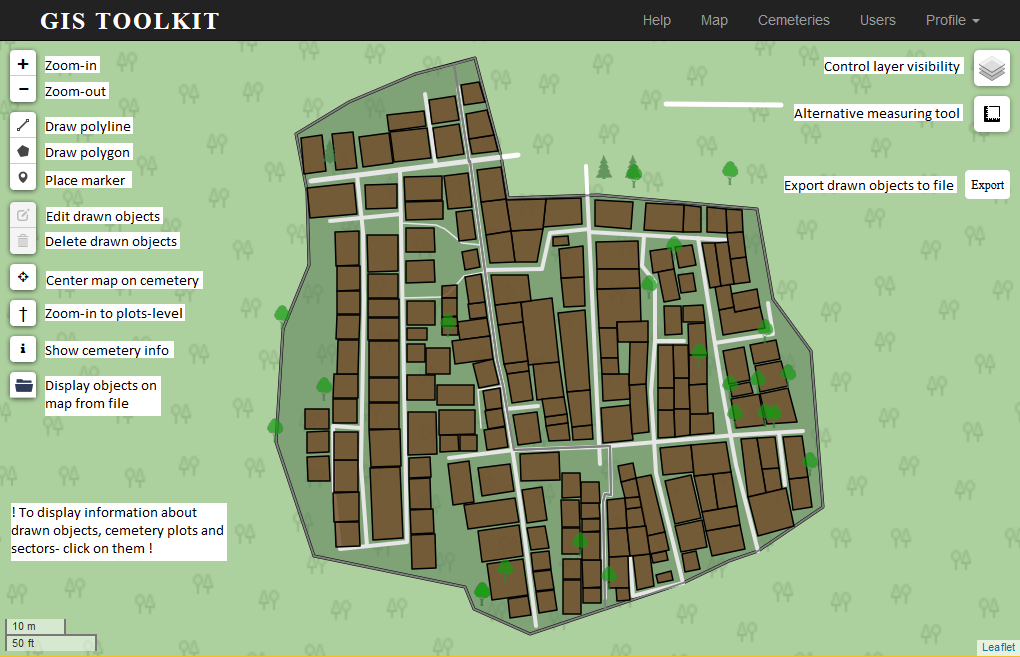 GIS TOOLKIT
Help Map Cemeteries Users Profile
+ Zoom-in
− Zoom-out
Draw polyline
Draw polygon
Place marker
Edit drawn objects
Delete drawn objects
Center map on cemetery
† Zoom-in to plots-level
i Show cemetery info
Display objects on
map from file
Control layer visibility
Alternative measuring tool
Export drawn objects to file Export
! To display information about
drawn objects, cemetery plots and
sectors- click on them !
10 m
50 ft
Leaflet